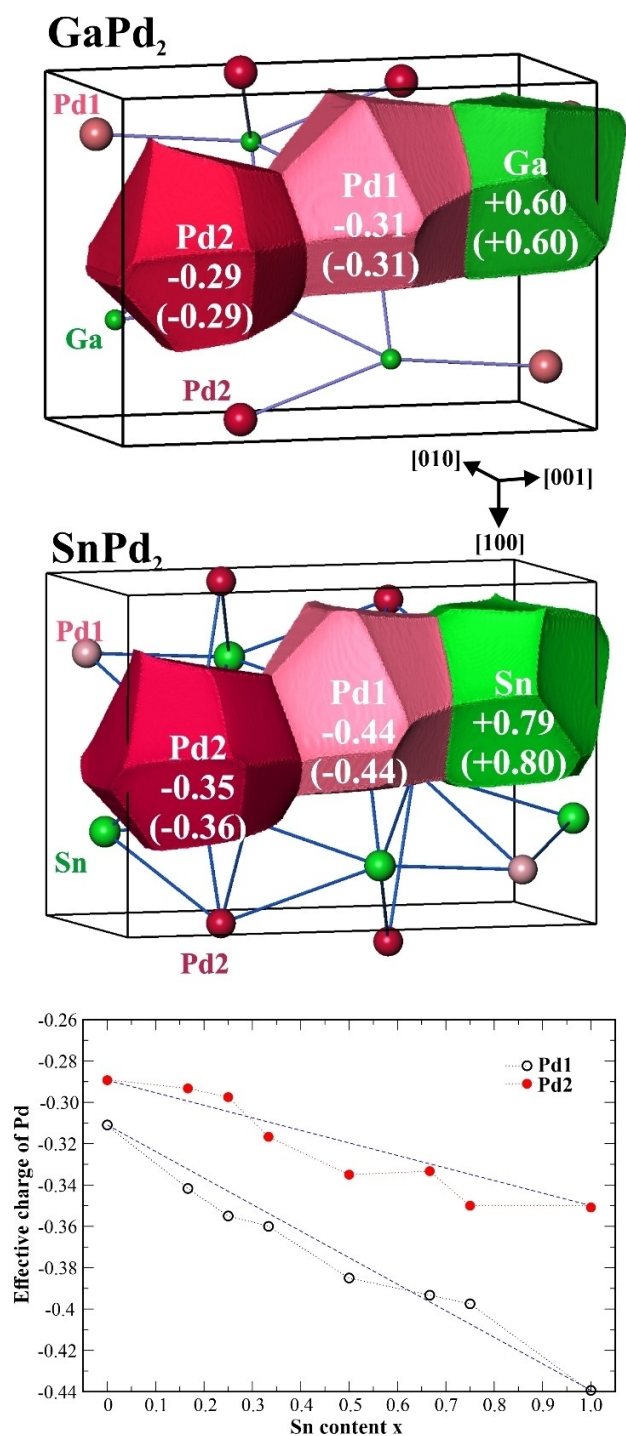 GaPd₂
Pd1
Ga
+0.60
(+0.60)
Pd1
-0.31
(-0.31)
Pd2
-0.29
(-0.29)
Ga
Pd2
[010]
[001]
[100]
SnPd₂
Pd1
Sn
+0.79
(+0.80)
Pd1
-0.44
(-0.44)
Pd2
-0.35
(-0.36)
Sn
Pd2
-0.26
-0.30
-0.32
-0.34
-0.36
-0.38
-0.4
-0.42
-0.44
Effective charge of Pd
Pd1
Pd2
0 0.1 0.2 0.3 0.4 0.5 0.6 0.7 0.8 0.9 1.0
Sn content x